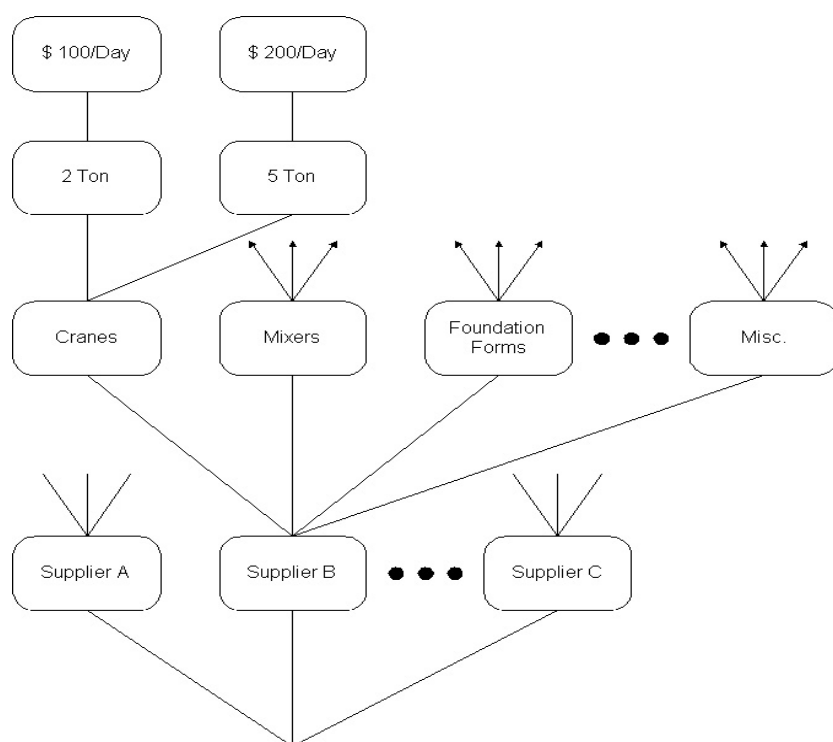 $ 100/Day
$ 200/Day
2 Ton
5 Ton
Cranes
Mixers
Foundation
Forms
Misc.
Supplier A
Supplier B
Supplier C